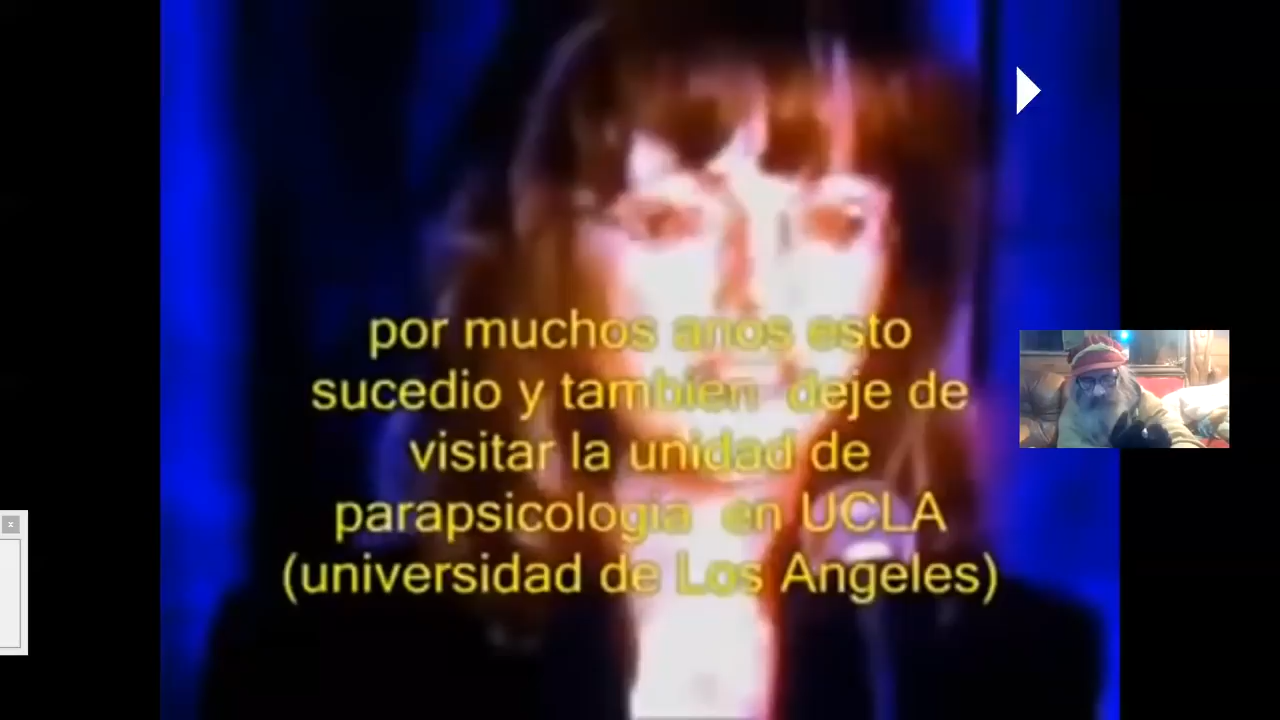 por muchos anos esto
sucedio y tambien deje de
visitar la unidad de
parapsicologia en UCLA
(universidad de Los Angeles)